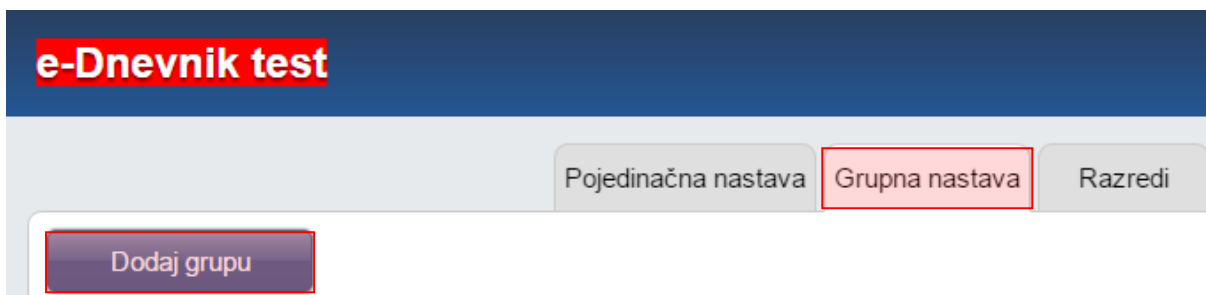 e-Dnevnik test
Pojedinačna nastava Grupna nastava Razredi
Dodaj grupu